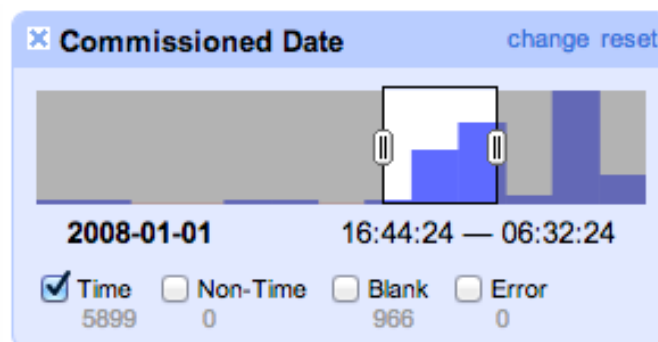 Commissioned Date change reset
2008-01-01 16:44:24 — 06:32:24
Time Non-Time Blank Error
5899 0 966 0